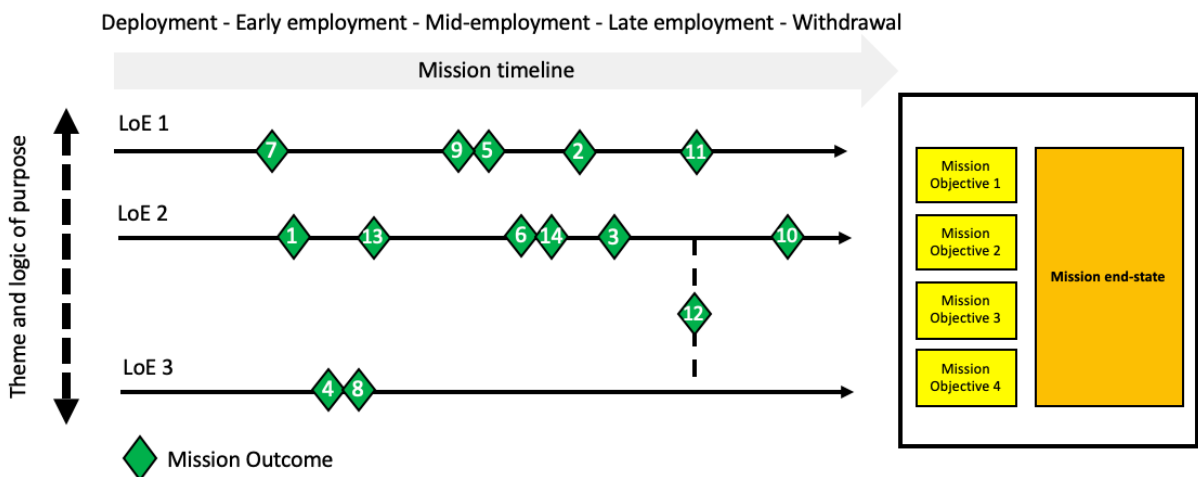 Deployment - Early employment - Mid-employment - Late employment - Withdrawal
Mission timeline
Theme and logic of purpose
LoE 1
7
9
5
2
11
LoE 2
1
13
6
14
3
10
12
LoE 3
4
8
Mission Outcome
Mission
Objective 1
Mission
Objective 2
Mission
Objective 3
Mission
Objective 4
Mission end-state